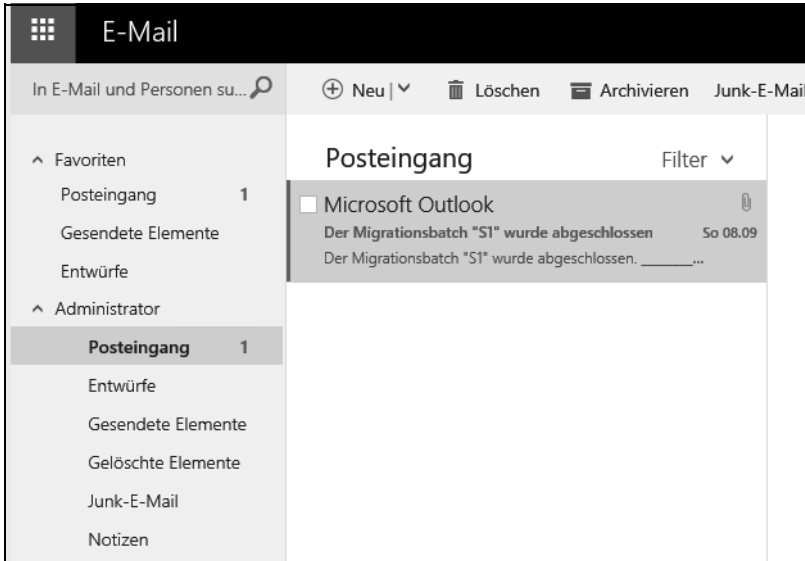 E-Mail
In E-Mail und Personen su...
Neu | Löschen Archivieren Junk-E-Mail
Favoriten
Posteingang 1
Gesendete Elemente
Entwürfe
Administrator
Posteingang 1
Entwürfe
Gesendete Elemente
Gelöschte Elemente
Junk-E-Mail
Notizen
Posteingang Filter
Microsoft Outlook
Der Migrationsbatch "S1" wurde abgeschlossen So 08.09
Der Migrationsbatch "S1" wurde abgeschlossen. ________...